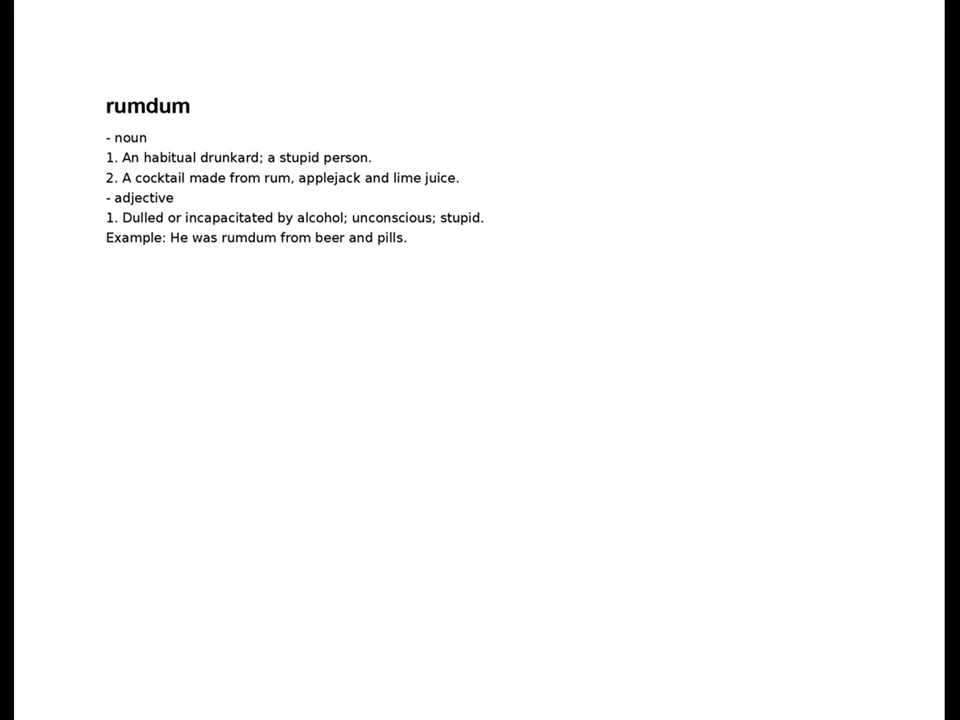 rumdum
- noun
1. An habitual drunkard; a stupid person.
2. A cocktail made from rum, applejack and lime juice.
- adjective
1. Dulled or incapacitated by alcohol; unconscious; stupid.
Example: He was rumdum from beer and pills.